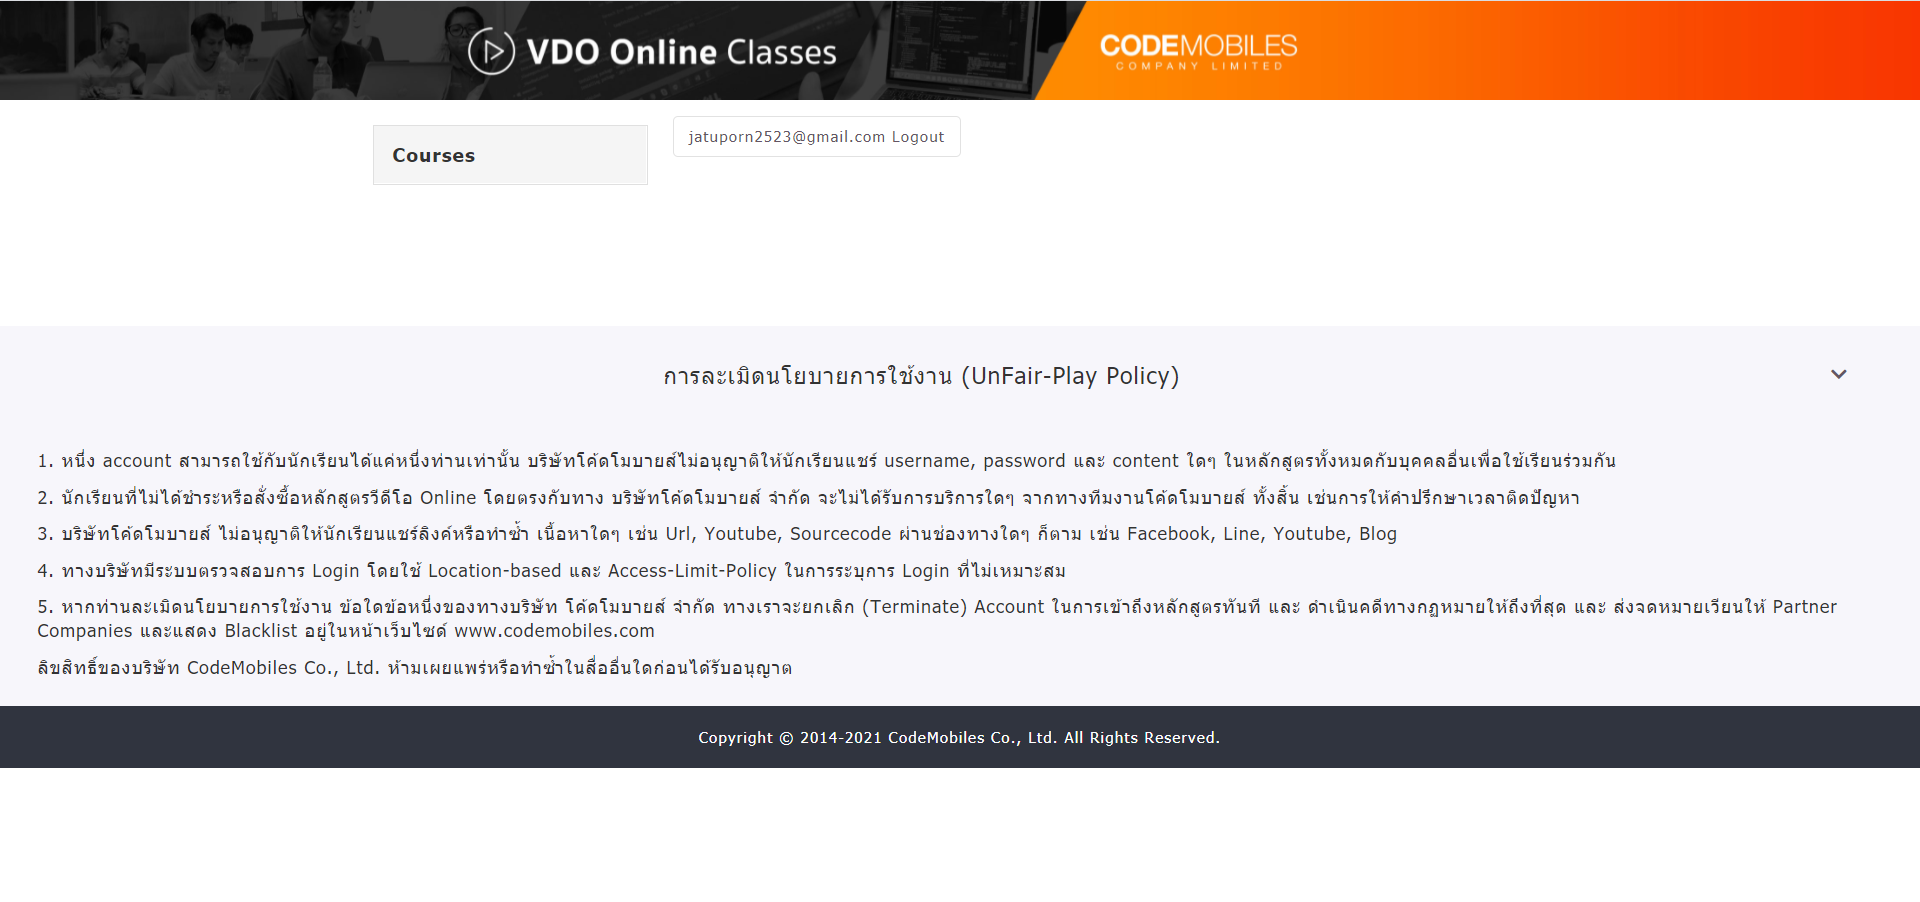 VDO Online Classes
CODEMOBILES
COMPANY LIMITED
jatuporn2523@gmail.com Logout
Courses
การละเมิดนโยบายการใช้งาน (UnFair-Play Policy)
1. หนึ่ง account สามารถใช้กับนักเรียนได้แค่หนึ่งท่านเท่านั้น บริษัทโค้ดโมบายส์ไม่อนุญาติให้นักเรียนแชร์ username, password และ content ใดๆ ในหลักสูตรทั้งหมดกับบุคคลอื่นเพื่อใช้เรียนร่วมกัน
2. นักเรียนที่ไม่ได้ชำระหรือสั่งซื้อหลักสูตรวีดีโอ Online โดยตรงกับทาง บริษัทโค้ดโมบายส์ จำกัด จะไม่ได้รับการบริการใดๆ จากทางทีมงานโค้ดโมบายส์ ทั้งสิ้น เช่นการให้คำปรึกษาเวลาติดปัญหา
3. บริษัทโค้ดโมบายส์ ไม่อนุญาติให้นักเรียนแชร์ลิงค์หรือทำซ้ำ เนื้อหาใดๆ เช่น Url, Youtube, Sourcecode ผ่านช่องทางใดๆ ก็ตาม เช่น Facebook, Line, Youtube, Blog
4. ทางบริษัทมีระบบตรวจสอบการ Login โดยใช้ Location-based และ Access-Limit-Policy ในการระบุการ Login ที่ไม่เหมาะสม
5. หากท่านละเมิดนโยบายการใช้งาน ข้อใดข้อหนึ่งของทางบริษัท โค้ดโมบายส์ จำกัด ทางเราจะยกเลิก (Terminate) Account ในการเข้าถึงหลักสูตรทันที และ ดำเนินคดีทางกฏหมายให้ถึงที่สุด และ ส่งจดหมายเวียนให้ Partner
Companies และแสดง Blacklist อยู่ในหน้าเว็บไซด์ www.codemobiles.com
ลิขสิทธิ์ของบริษัท CodeMobiles Co., Ltd. ห้ามเผยแพร่หรือทำซ้ำในสื่ออื่นใดก่อนได้รับอนุญาต
Copyright © 2014-2021 CodeMobiles Co., Ltd. All Rights Reserved.